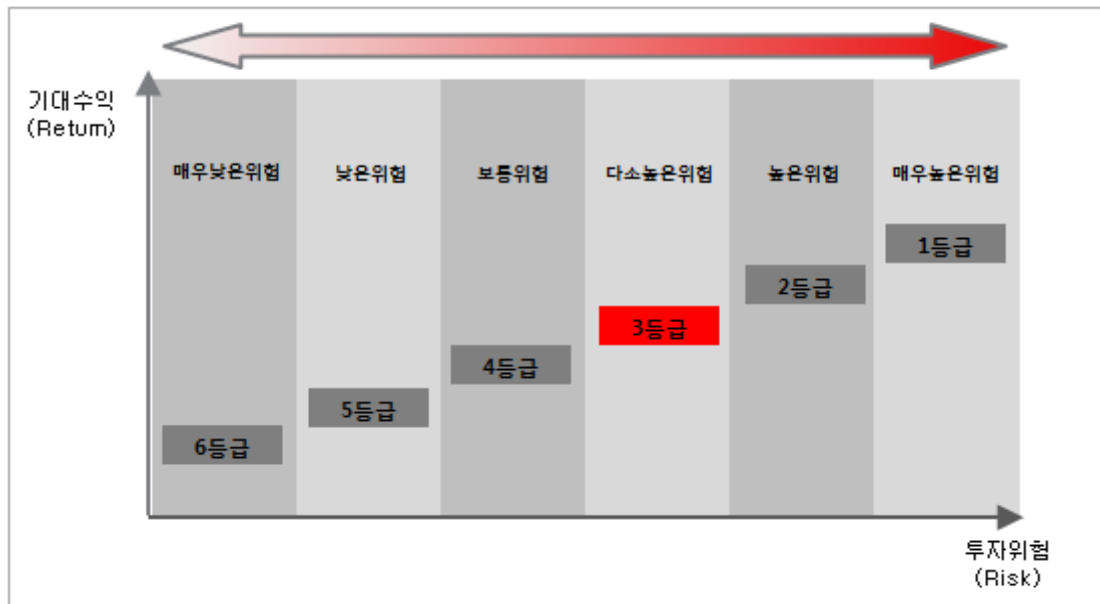 기대수익
(Return)
매우낮은위험
낮은위험
보통위험
다소높은위험
높은위험
매우높은위험
1등급
2등급
3등급
4등급
5등급
6등급
투자위험
(Risk)